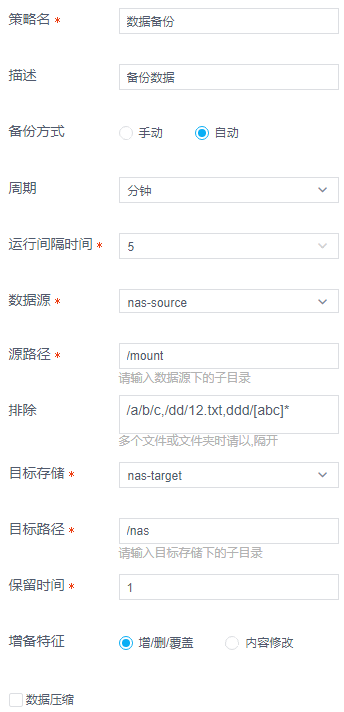 策略名 * 数据备份
描述 备份数据
备份方式 手动 自动
周期 分钟
运行间隔时间 * 5
数据源 * nas-source
源路径 * /mount
请输入数据源下的子目录
排除 /a/b/c,/dd/12.txt,ddd/[abc]*
多个文件或文件夹时请以,隔开
目标存储 * nas-target
目标路径 * /nas
请输入目标存储下的子目录
保留时间 * 1
增备特征 增/删/覆盖 内容修改
数据压缩